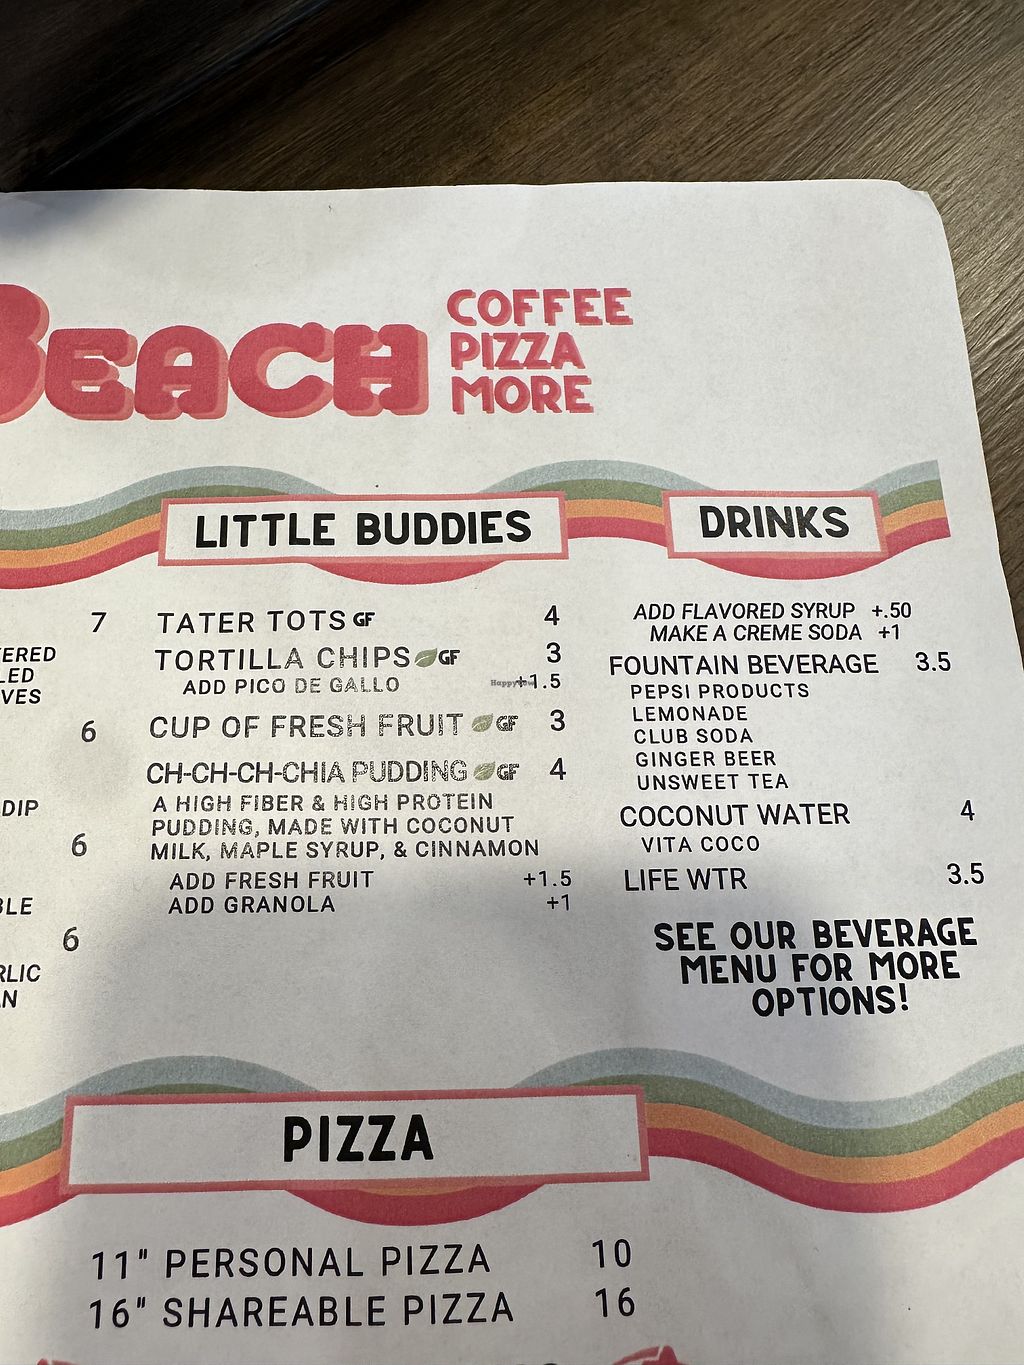 BEACH
COFFEE
PIZZA
MORE
7
ERED
LED
VES
6
DIP
6
BLE
6
RLIC
AN
LITTLE BUDDIES
TATER TOTS GF 4
TORTILLA CHIPS GF 3
ADD PICO DE GALLO +1.5
CUP OF FRESH FRUIT GF 3
CH-CH-CH-CHIA PUDDING GF 4
A HIGH FIBER & HIGH PROTEIN
PUDDING, MADE WITH COCONUT
MILK, MAPLE SYRUP, & CINNAMON
ADD FRESH FRUIT +1.5
ADD GRANOLA +1
DRINKS
ADD FLAVORED SYRUP +.50
MAKE A CREME SODA +1
FOUNTAIN BEVERAGE 3.5
PEPSI PRODUCTS
LEMONADE
CLUB SODA
GINGER BEER
UNSWEET TEA
COCONUT WATER 4
VITA COCO
LIFE WTR 3.5
SEE OUR BEVERAGE
MENU FOR MORE
OPTIONS!
PIZZA
11" PERSONAL PIZZA 10
16" SHAREABLE PIZZA 16